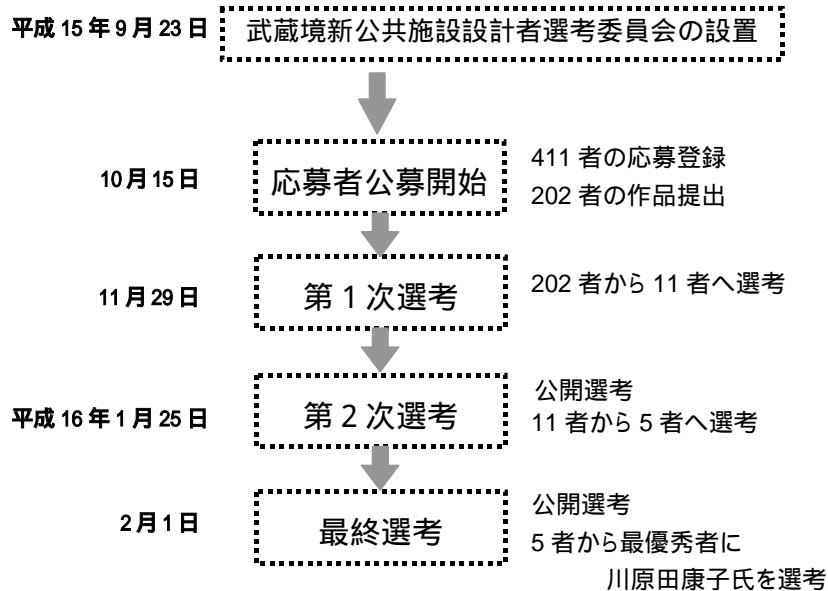 平成 15 年 9 月 23 日 武蔵境新公共施設設計者選考委員会の設置
10 月 15 日 応募者公募開始 411 者の応募登録
202 者の作品提出
11 月 29 日 第 1 次選考 202 者から 11 者へ選考
平成 16 年 1 月 25 日 第 2 次選考 公開選考
11 者から 5 者へ選考
2 月 1 日 最終選考 公開選考
5 者から最優秀者に
川原田康子氏を選考